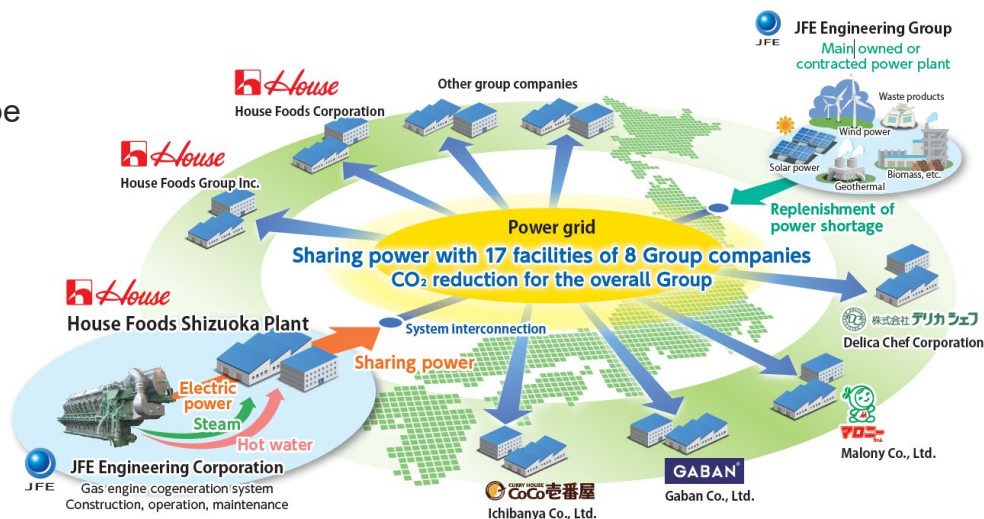 pe
JFE
JFE Engineering Group
Main owned or
contracted power plant
Waste products
Wind power
Solar power
Geothermal
Biomass, etc.
Replenishment of
power shortage
House
House Foods Corporation
Other group companies
House
House Foods Group Inc.
Power grid
Sharing power with 17 facilities of 8 Group companies
CO₂ reduction for the overall Group
House
House Foods Shizuoka Plant
System interconnection
Sharing power
Electric
power
Steam
Hot water
JFE
JFE Engineering Corporation
Gas engine cogeneration system
Construction, operation, maintenance
株式会社 デリカシェフ
Delica Chef Corporation
マロニーちゃん
Malony Co., Ltd.
GABAN®
Gaban Co., Ltd.
CURRY HOUSE
CoCo壱番屋
Ichibanya Co., Ltd.